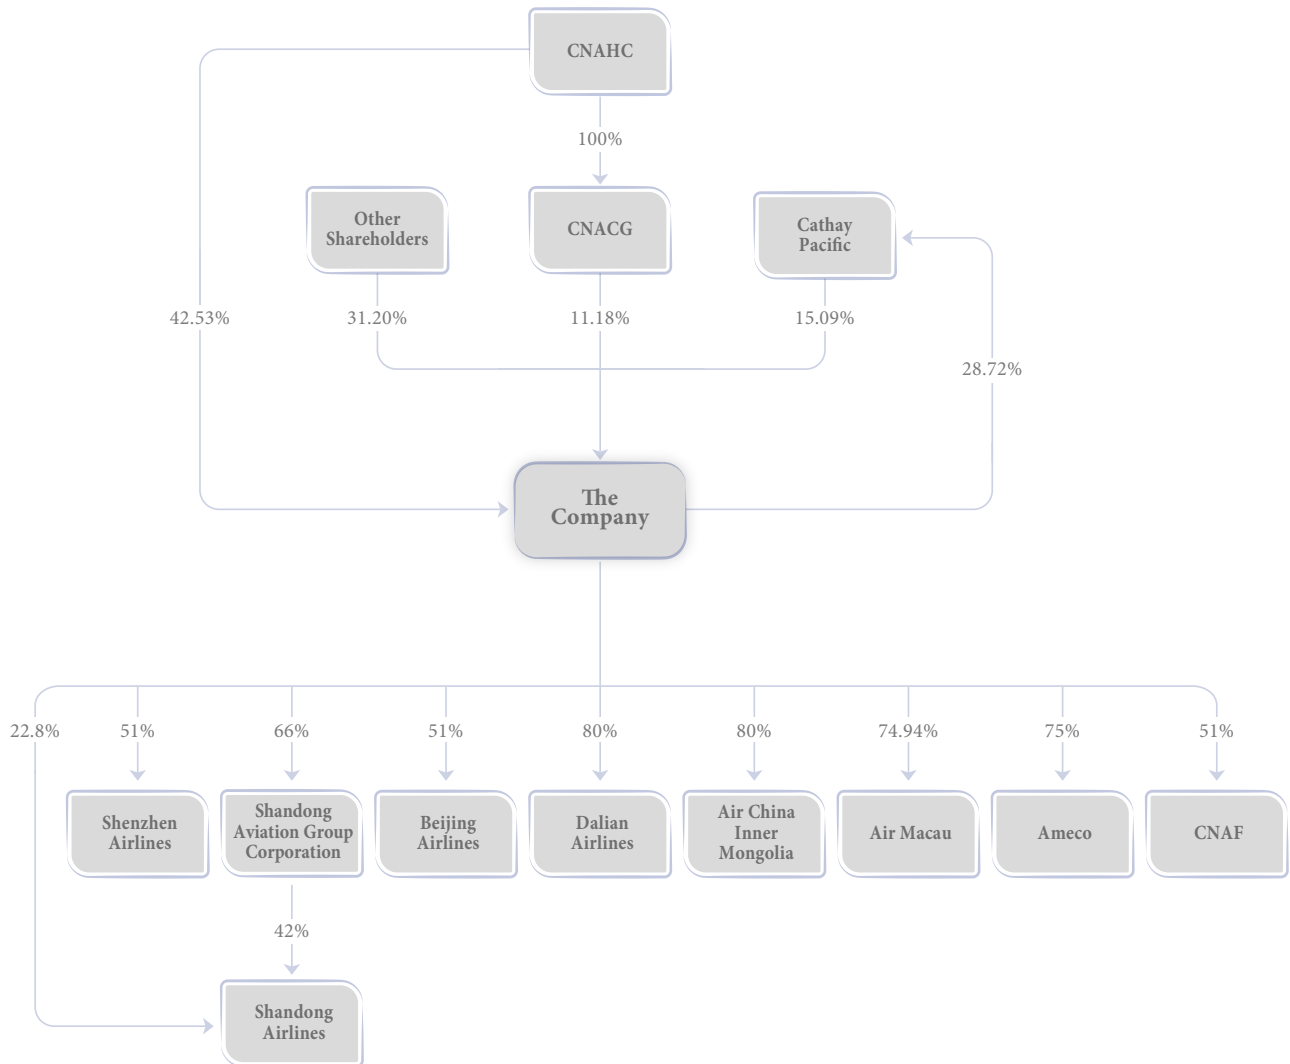 CNAHC
100%
Other
Shareholders
CNACG
Cathay
Pacific
42.53%
31.20%
11.18%
15.09%
28.72%
The
Company
22.8%
51%
66%
51%
80%
80%
74.94%
75%
51%
Shenzhen
Airlines
Shandong
Aviation Group
Corporation
Beijing
Airlines
Dalian
Airlines
Air China
Inner
Mongolia
Air Macau
Ameco
CNAF
42%
Shandong
Airlines